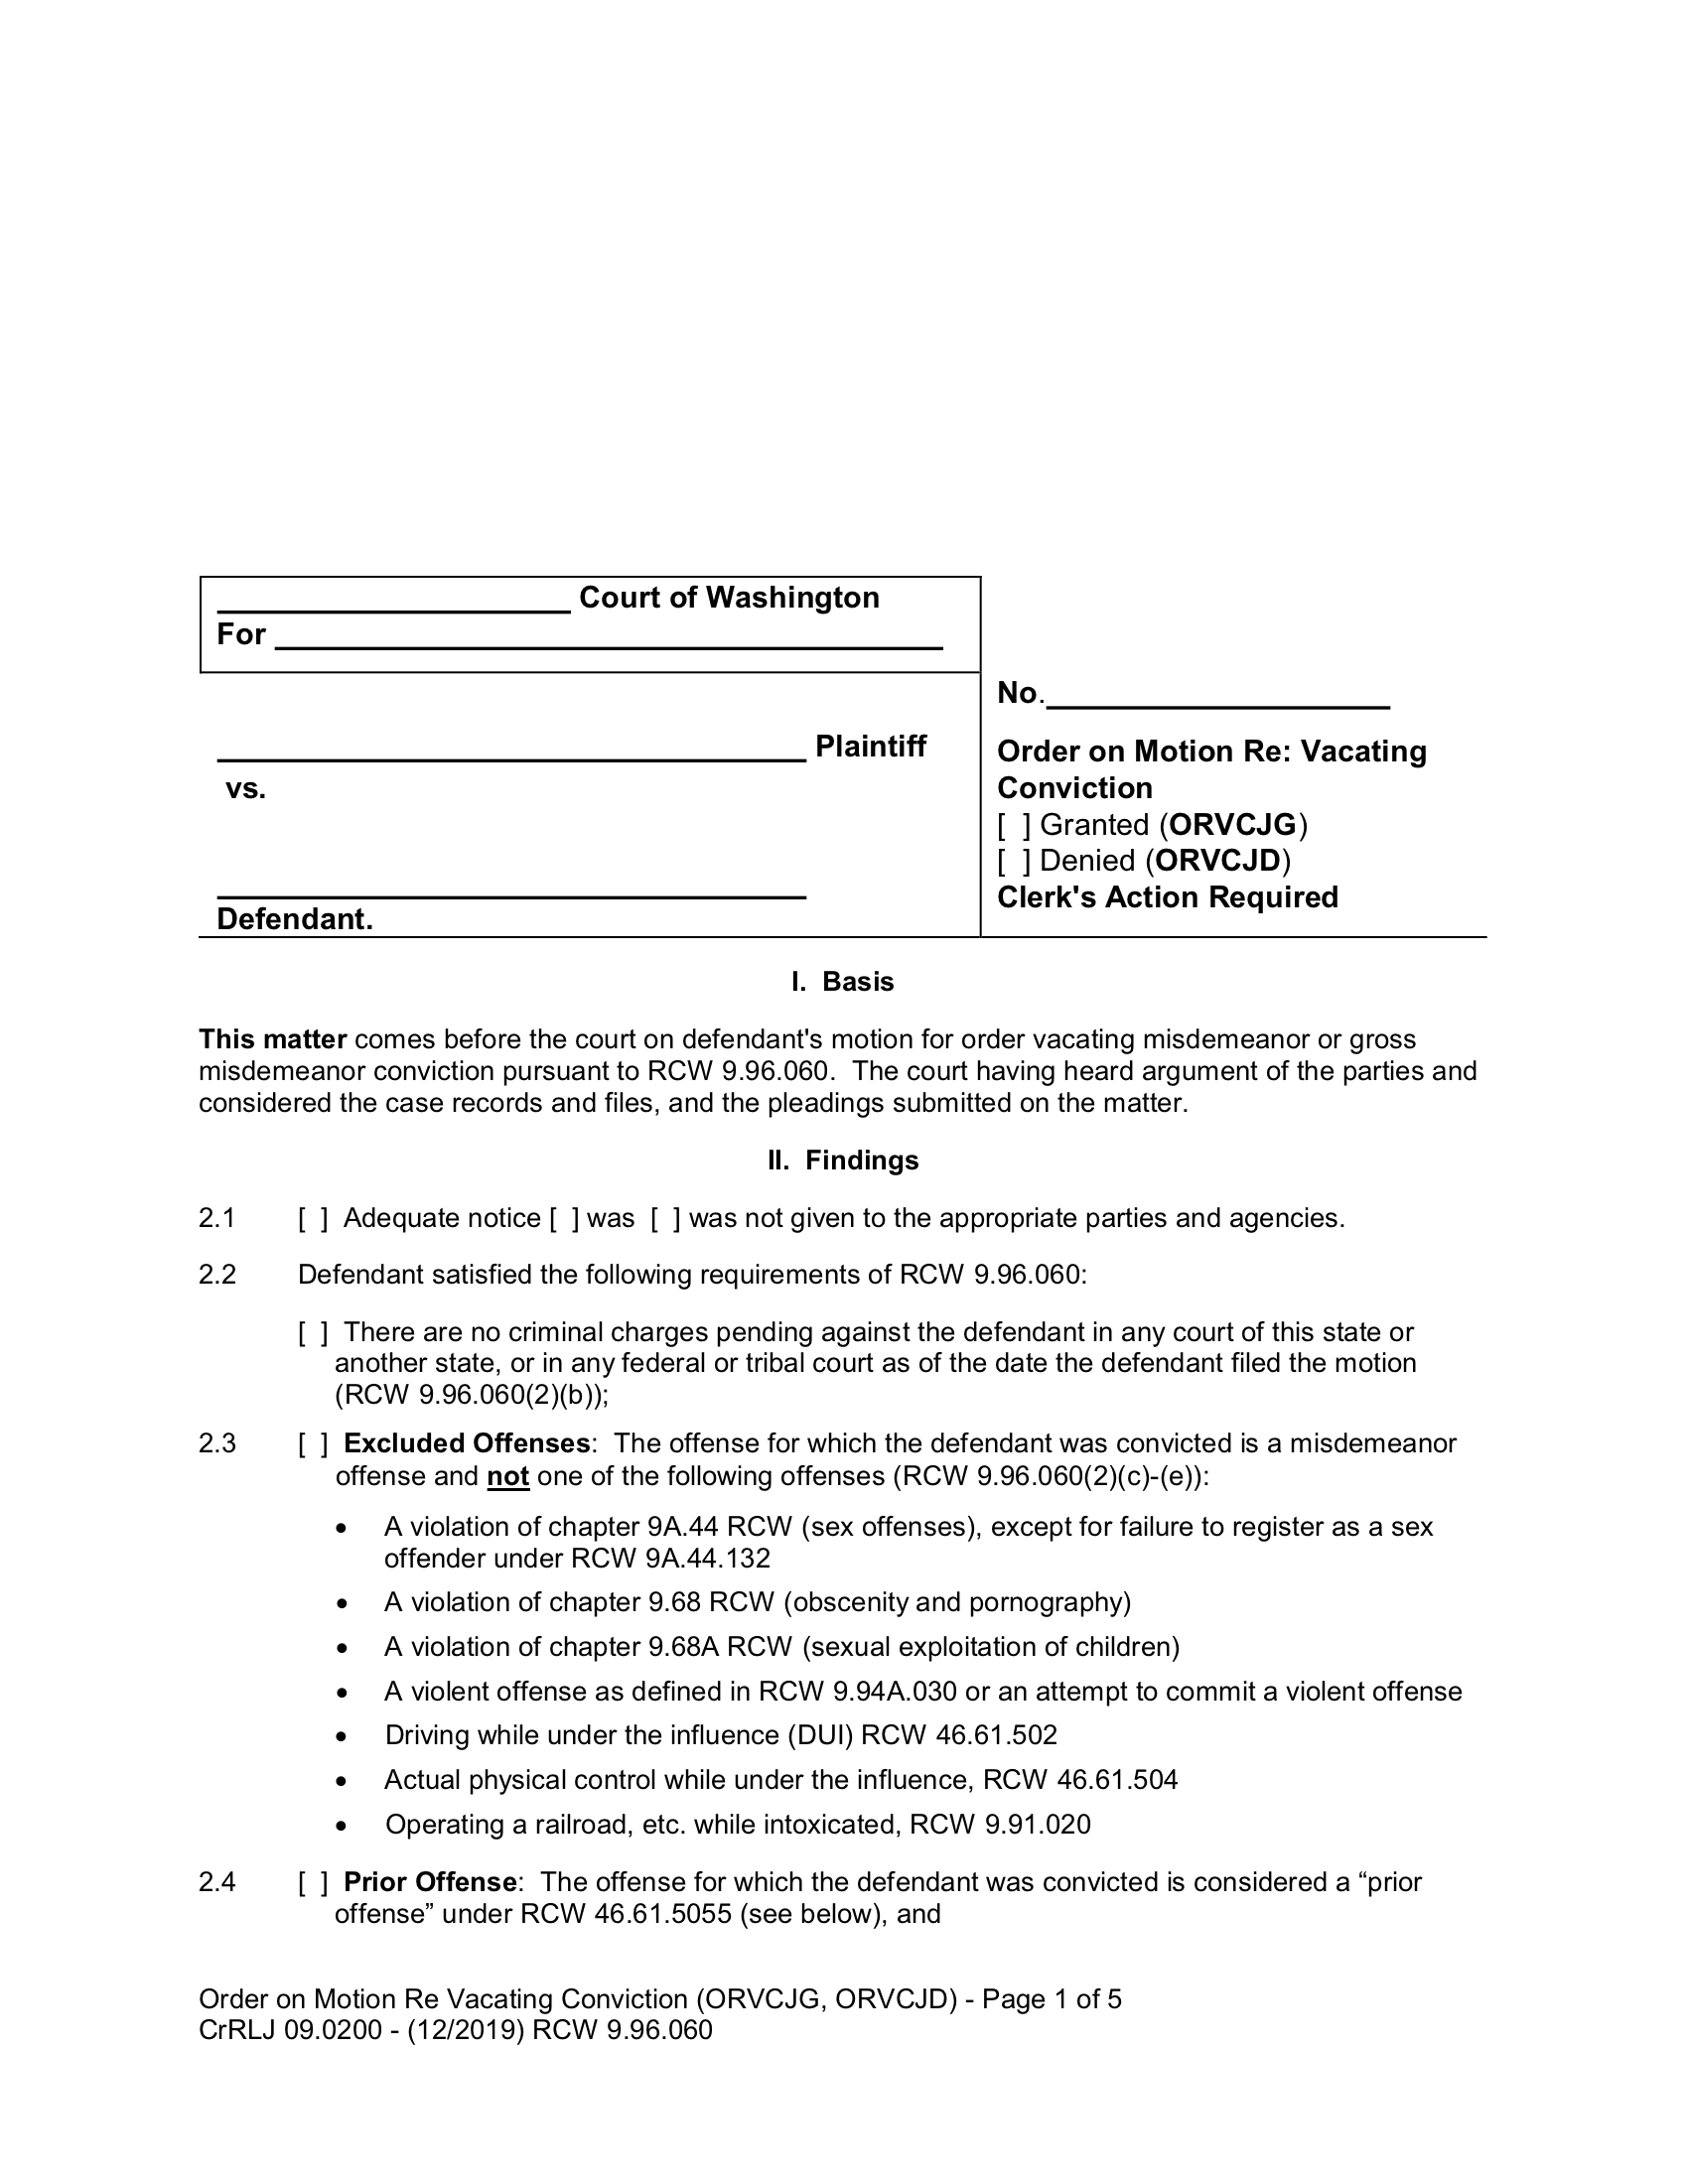 ____________________ Court of Washington
For ______________________________________
No.____________________
__________________________________ Plaintiff
vs.
__________________________________
Defendant.
Order on Motion Re: Vacating
Conviction
[ ] Granted (ORVCJG)
[ ] Denied (ORVCJD)
Clerk's Action Required
I. Basis
This matter comes before the court on defendant's motion for order vacating misdemeanor or gross
misdemeanor conviction pursuant to RCW 9.96.060. The court having heard argument of the parties and
considered the case records and files, and the pleadings submitted on the matter.
II. Findings
2.1 [ ] Adequate notice [ ] was [ ] was not given to the appropriate parties and agencies.
2.2 Defendant satisfied the following requirements of RCW 9.96.060:
[ ] There are no criminal charges pending against the defendant in any court of this state or
another state, or in any federal or tribal court as of the date the defendant filed the motion
(RCW 9.96.060(2)(b));
2.3 [ ] Excluded Offenses: The offense for which the defendant was convicted is a misdemeanor
offense and not one of the following offenses (RCW 9.96.060(2)(c)-(e)):
• A violation of chapter 9A.44 RCW (sex offenses), except for failure to register as a sex
offender under RCW 9A.44.132
• A violation of chapter 9.68 RCW (obscenity and pornography)
• A violation of chapter 9.68A RCW (sexual exploitation of children)
• A violent offense as defined in RCW 9.94A.030 or an attempt to commit a violent offense
• Driving while under the influence (DUI) RCW 46.61.502
• Actual physical control while under the influence, RCW 46.61.504
• Operating a railroad, etc. while intoxicated, RCW 9.91.020
2.4 [ ] Prior Offense: The offense for which the defendant was convicted is considered a “prior
offense” under RCW 46.61.5055 (see below), and
Order on Motion Re Vacating Conviction (ORVCJG, ORVCJD) - Page 1 of 5
CrRLJ 09.0200 - (12/2019) RCW 9.96.060